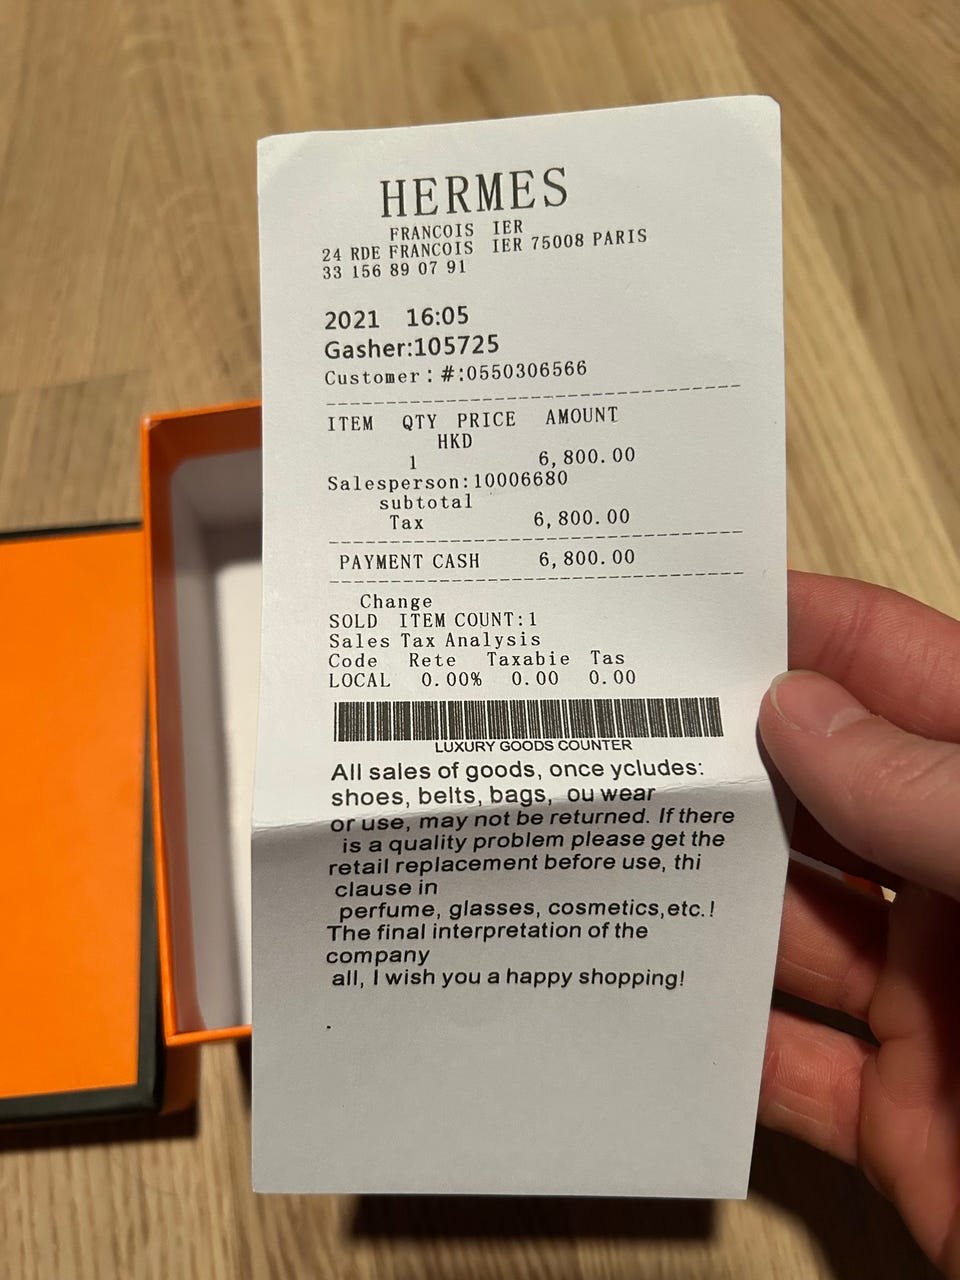 HERMES
FRANCOIS IER
24 RDE FRANCOIS IER 75008 PARIS
33 156 89 07 91
2021 16:05
Gasher:105725
Customer:#:0550306566
ITEM QTY PRICE AMOUNT
HKD
1 6,800.00
Salesperson:10006680
subtotal
Tax 6,800.00
PAYMENT CASH 6,800.00
Change
SOLD ITEM COUNT:1
Sales Tax Analysis
Code Rete Taxabie Tas
LOCAL 0.00% 0.00 0.00
LUXURY GOODS COUNTER
All sales of goods, once ycludes:
shoes, belts, bags, ou wear
or use, may not be returned. If there
is a quality problem please get the
retail replacement before use, thi
clause in
perfume, glasses, cosmetics,etc.!
The final interpretation of the
company
all, I wish you a happy shopping!